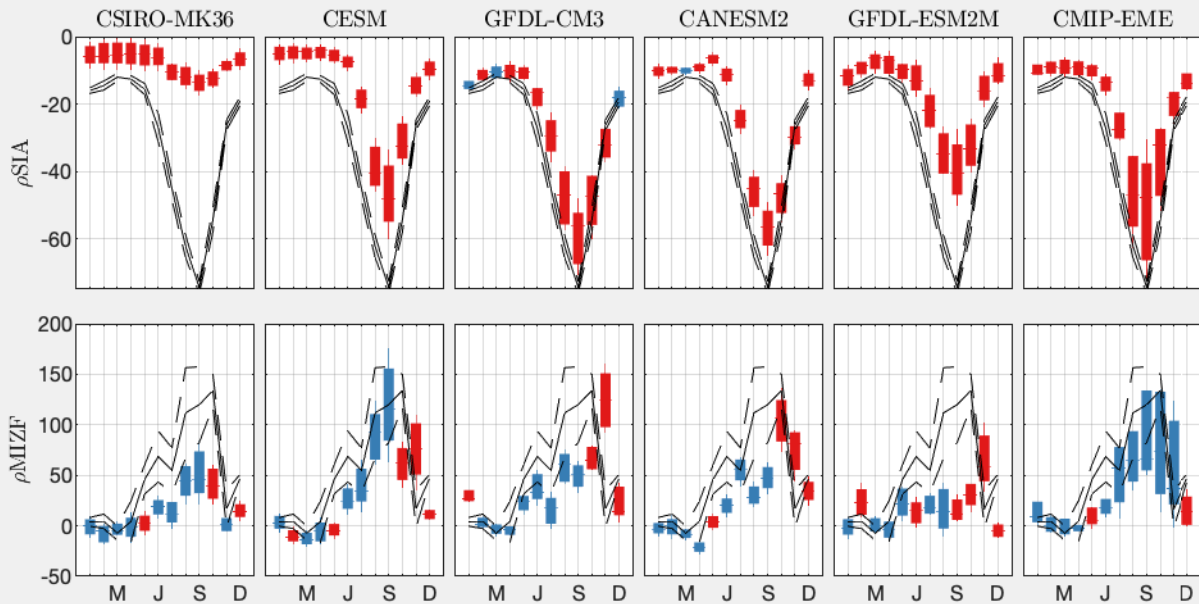 CSIRO-MK36 CESM GFDL-CM3 CANESM2 GFDL-ESM2M CMIP-EME
0
-20
ρSIA
-40
-60
200
150
100
ρMIZF
50
0
-50
M J S D M J S D M J S D M J S D M J S D M J S D